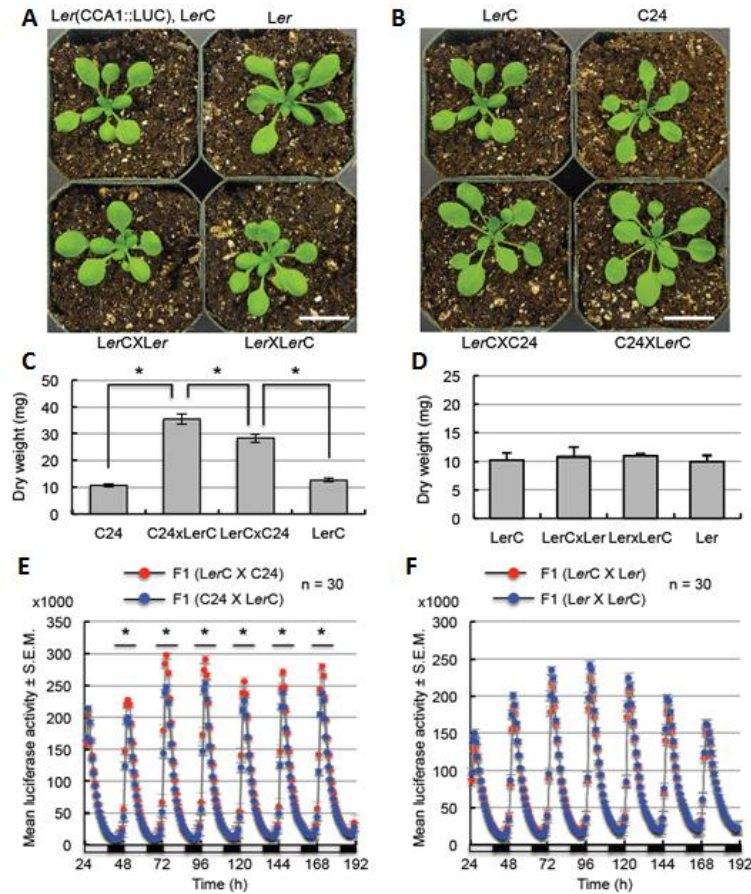 A
Ler(CCA1::LUC), LerC
Ler
LerCXLer
LerXLerC
B
LerC
C24
LerCXC24
C24XLerC
C
Dry weight (mg)
50
40
30
20
10
0
* * *
C24 C24xLerC LerCxC24 LerC
D
Dry weight (mg)
25
20
15
10
5
0
LerC LerCxLer LerxLerC Ler
E
F1 (LerC X C24)
F1 (C24 X LerC)
n = 30
x1000
Mean luciferase activity ± S.E.M.
350
300
250
200
150
100
50
0
* * * * * *
24 48 72 96 120 144 168 192
Time (h)
F
F1 (LerC X Ler)
F1 (Ler X LerC)
n = 30
x1000
Mean luciferase activity ± S.E.M.
300
250
200
150
100
50
0
24 48 72 96 120 144 168 192
Time (h)